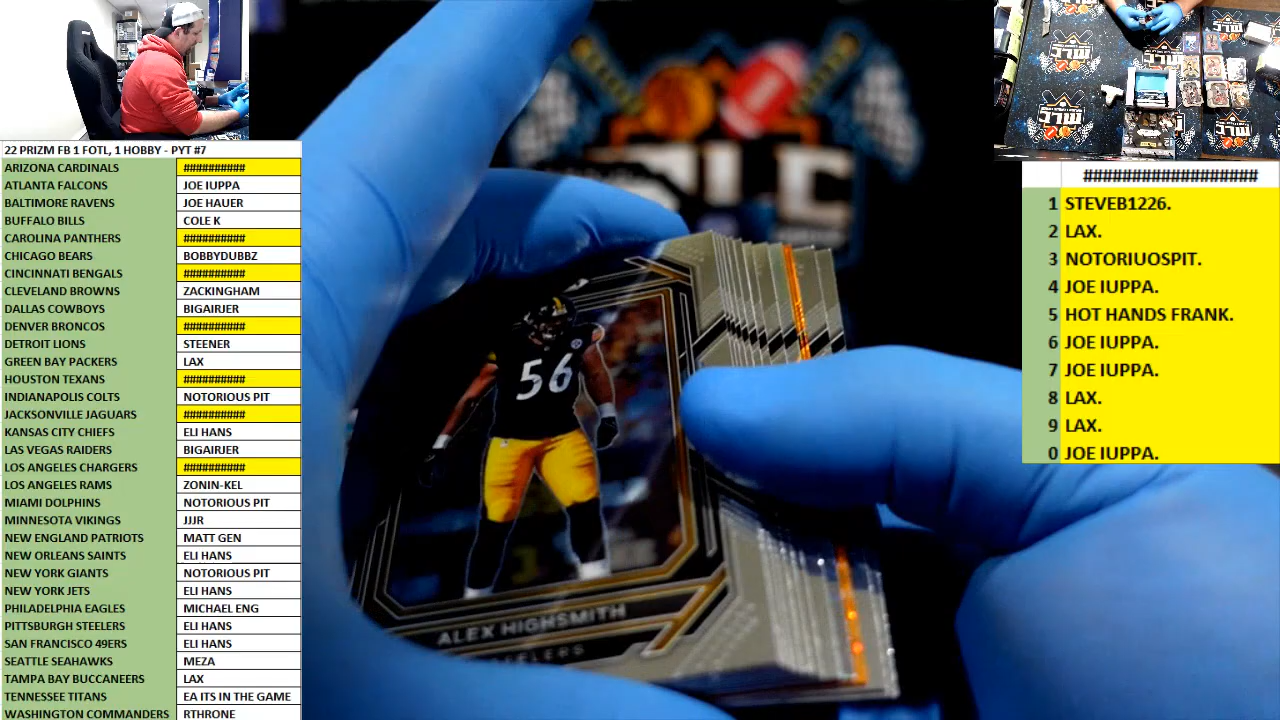 22 PRIZM FB 1 FOTL, 1 HOBBY - PYT #7
ARIZONA CARDINALS ##########
ATLANTA FALCONS JOE IUPPA
BALTIMORE RAVENS JOE HAUER
BUFFALO BILLS COLE K
CAROLINA PANTHERS ##########
CHICAGO BEARS BOBBYDUBBZ
CINCINNATI BENGALS ##########
CLEVELAND BROWNS ZACKINGHAM
DALLAS COWBOYS BIGAIRJER
DENVER BRONCOS ##########
DETROIT LIONS STEENER
GREEN BAY PACKERS LAX
HOUSTON TEXANS ##########
INDIANAPOLIS COLTS NOTORIOUS PIT
JACKSONVILLE JAGUARS ##########
KANSAS CITY CHIEFS ELI HANS
LAS VEGAS RAIDERS BIGAIRJER
LOS ANGELES CHARGERS ##########
LOS ANGELES RAMS ZONIN-KEL
MIAMI DOLPHINS NOTORIOUS PIT
MINNESOTA VIKINGS JJJR
NEW ENGLAND PATRIOTS MATT GEN
NEW ORLEANS SAINTS ELI HANS
NEW YORK GIANTS NOTORIOUS PIT
NEW YORK JETS ELI HANS
PHILADELPHIA EAGLES MICHAEL ENG
PITTSBURGH STEELERS ELI HANS
SAN FRANCISCO 49ERS ELI HANS
SEATTLE SEAHAWKS MEZA
TAMPA BAY BUCCANEERS LAX
TENNESSEE TITANS EA ITS IN THE GAME
WASHINGTON COMMANDERS RTHRONE
56
ALEX HIGHSMITH
STEELERS
##################
1 STEVEB1226.
2 LAX.
3 NOTORIUOSPIT.
4 JOE IUPPA.
5 HOT HANDS FRANK.
6 JOE IUPPA.
7 JOE IUPPA.
8 LAX.
9 LAX.
0 JOE IUPPA.